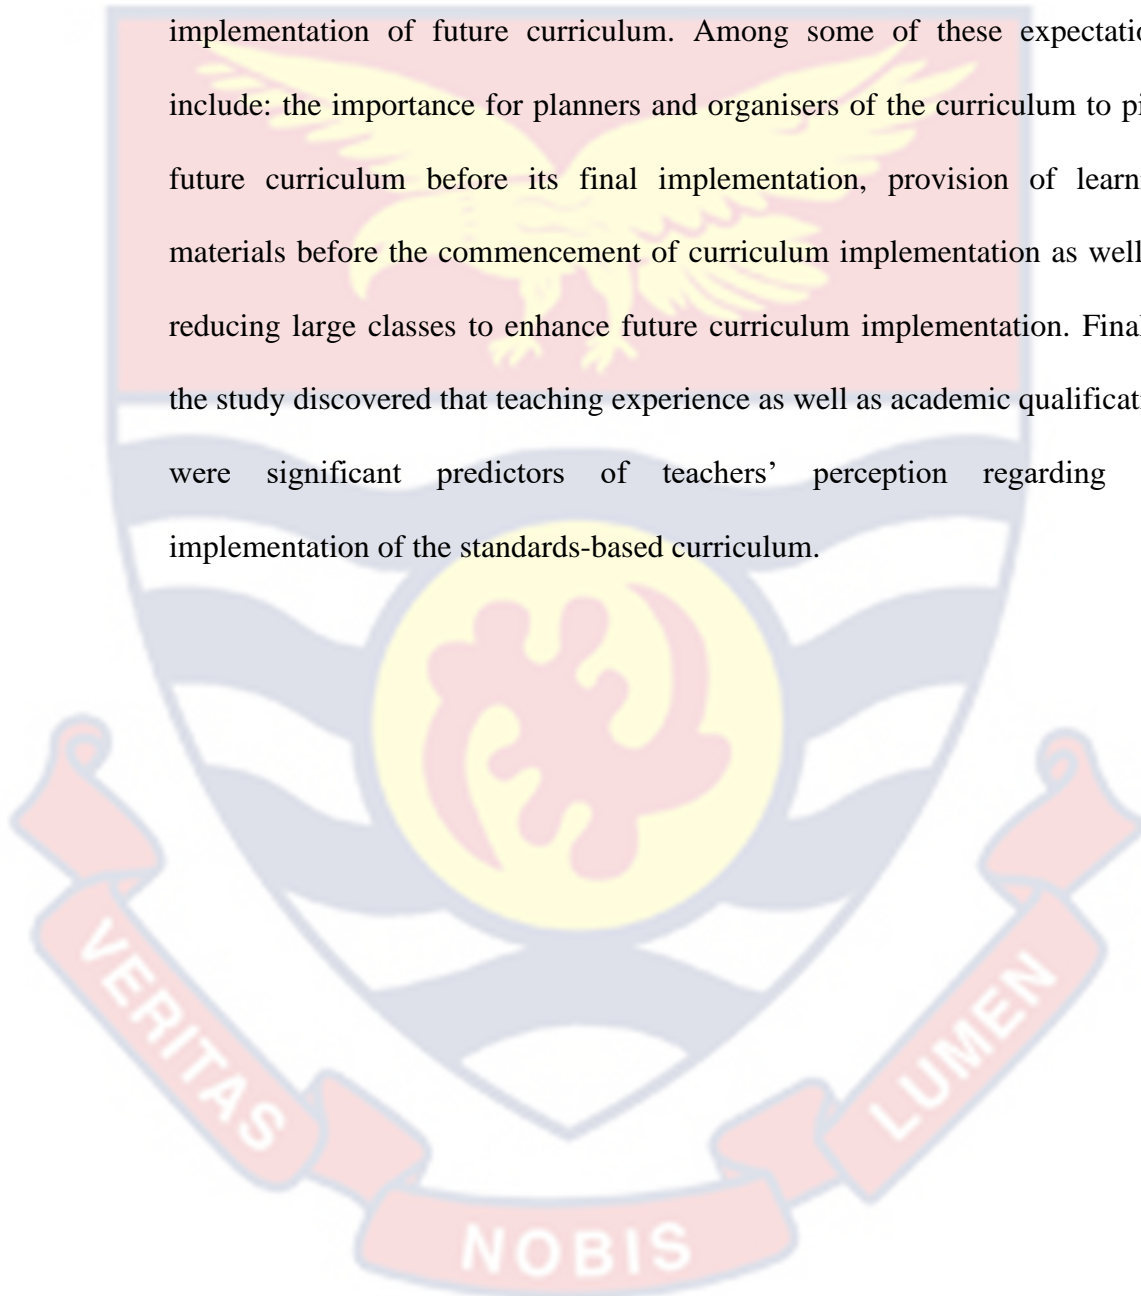 implementation of future curriculum. Among some of these expectatio
include: the importance for planners and organisers of the curriculum to pi
future curriculum before its final implementation, provision of learni
materials before the commencement of curriculum implementation as well
reducing large classes to enhance future curriculum implementation. Final
the study discovered that teaching experience as well as academic qualificati
were significant predictors of teachers’ perception regarding
implementation of the standards-based curriculum.
VERITAS
NOBIS
LUMEN